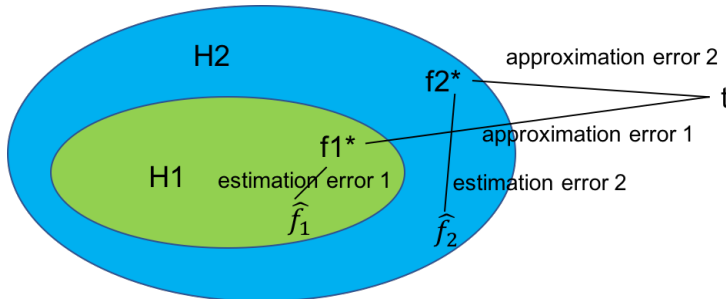 H2
approximation error 2
f2*
t
approximation error 1
f1*
H1
estimation error 1
estimation error 2
f̂₁
f̂₂